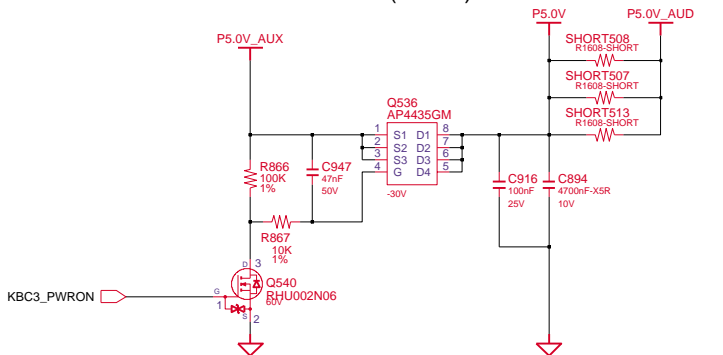 P5.0V_AUX
P5.0V
P5.0V_AUD
SHORT508
R1608-SHORT
SHORT507
R1608-SHORT
SHORT513
R1608-SHORT
Q536
AP4435GM
1 S1 D1 8
2 S2 D2 7
3 S3 D3 6
4 G D4 5
-30V
R866
100K
1%
C947
47nF
50V
C916
100nF
25V
C894
4700nF-X5R
10V
R867
10K
1%
D 3
Q540
RHU002N06
60V
KBC3_PWRON
G
1
S
2